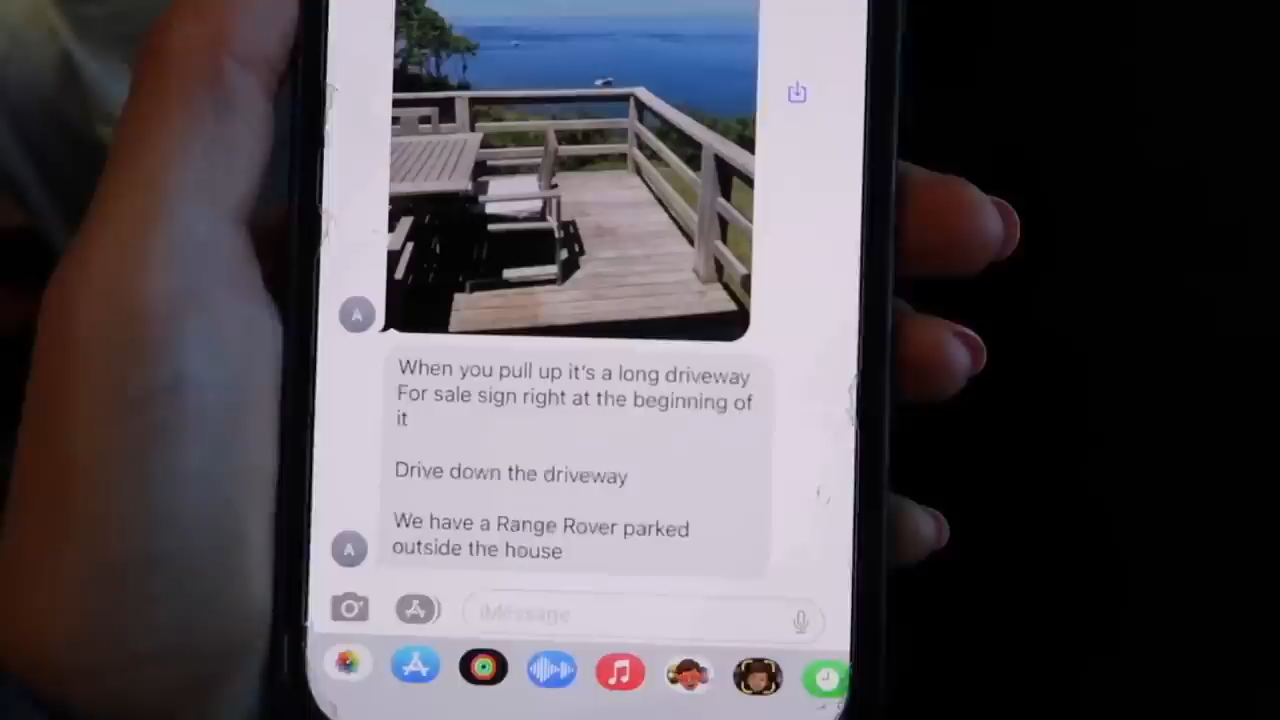 A
When you pull up it's a long driveway
For sale sign right at the beginning of
it
Drive down the driveway
We have a Range Rover parked
outside the house
A
iMessage